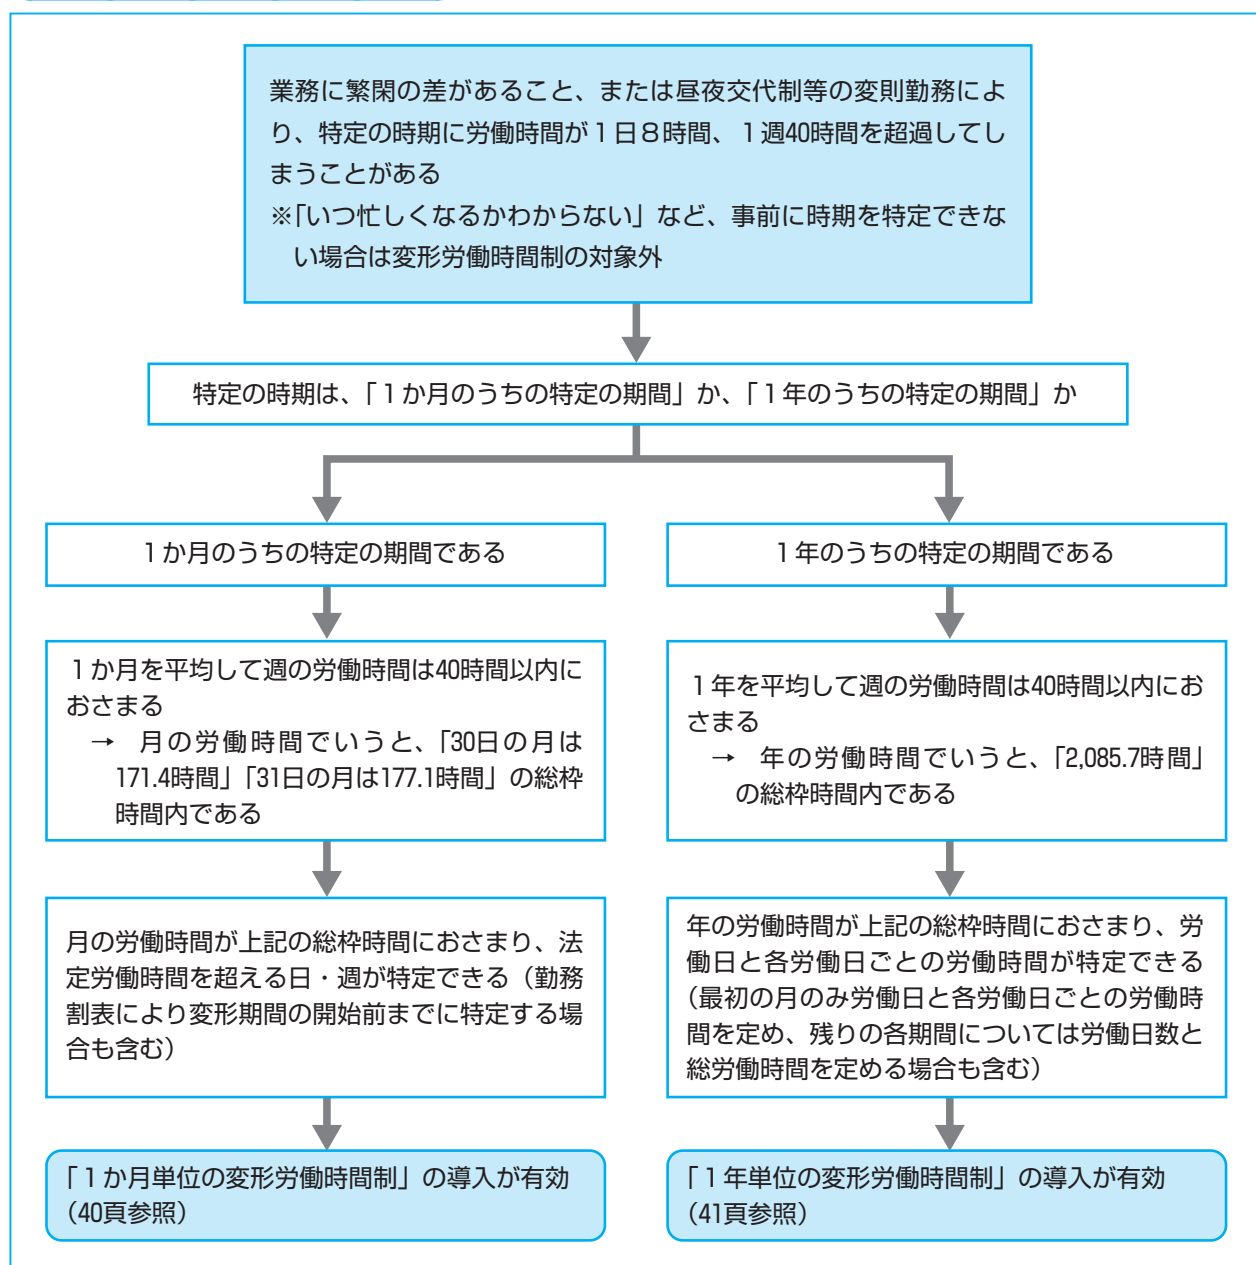 業務に繁閑の差があること、または昼夜交代制等の変則勤務によ
り、特定の時期に労働時間が１日８時間、１週40時間を超過してし
まうことがある
※「いつ忙しくなるかわからない」など、事前に時期を特定できな
い場合は変形労働時間制の対象外
特定の時期は、「１か月のうちの特定の期間」か、「１年のうちの特定の期間」か
１か月のうちの特定の期間である
１か月を平均して週の労働時間は40時間以内に
おさまる
→　月の労働時間でいうと、「30日の月は
171.4時間」「31日の月は177.1時間」の総枠
時間内である
月の労働時間が上記の総枠時間におさまり、法
定労働時間を超える日・週が特定できる（勤務
割表により変形期間の開始前までに特定する場
合も含む）
「１か月単位の変形労働時間制」の導入が有効
（40頁参照）
１年のうちの特定の期間である
１年を平均して週の労働時間は40時間以内にお
さまる
→　年の労働時間でいうと、「2,085.7時間」
の総枠時間内である
年の労働時間が上記の総枠時間におさまり、労
働日と各労働日ごとの労働時間が特定できる
（最初の月のみ労働日と各労働日ごとの労働時
間を定め、残りの各期間については労働日数と
総労働時間を定める場合も含む）
「１年単位の変形労働時間制」の導入が有効
（41頁参照）